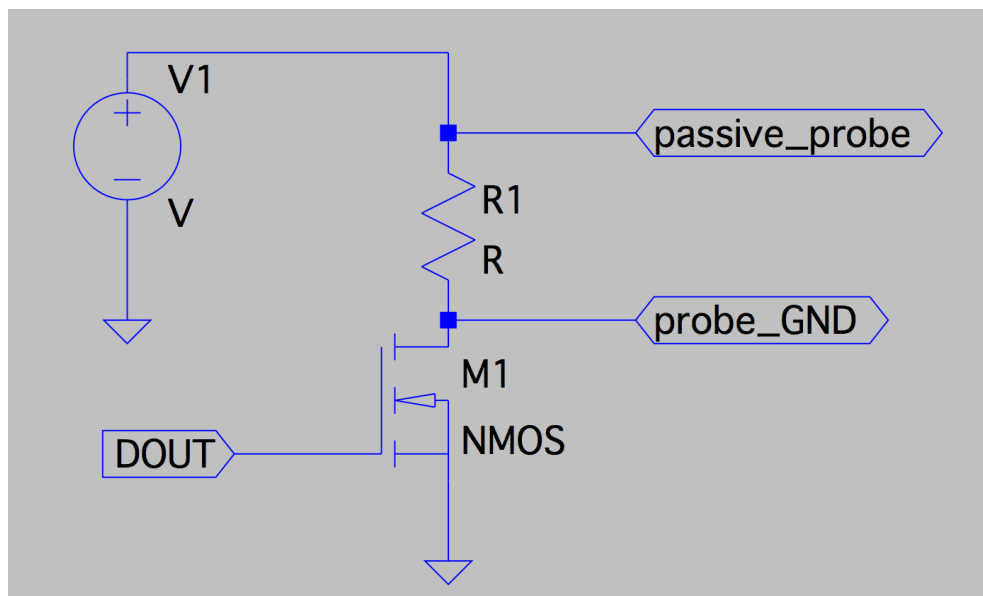 V1
V
passive_probe
R1
R
probe_GND
M1
NMOS
DOUT